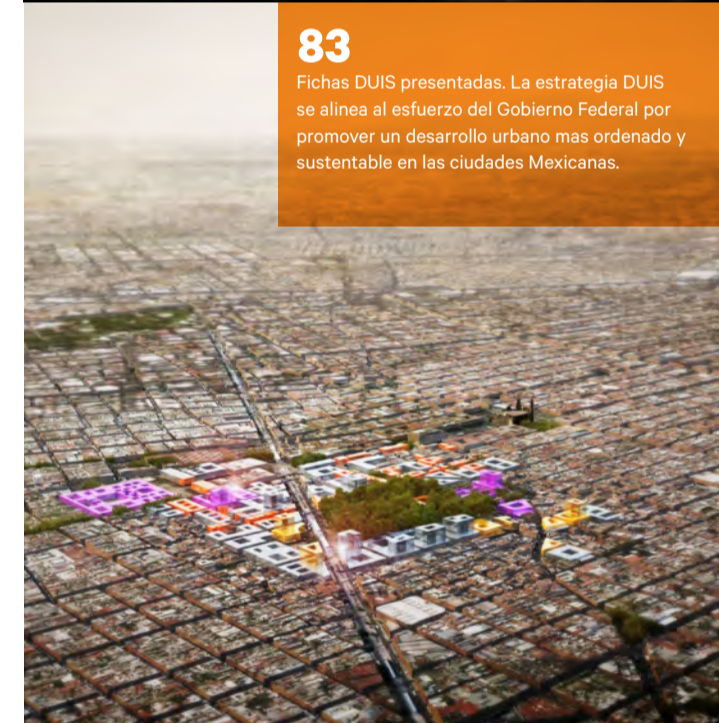 83
Fichas DUIS presentadas. La estrategia DUIS
se alinea al esfuerzo del Gobierno Federal por
promover un desarrollo urbano mas ordenado y
sustentable en las ciudades Mexicanas.